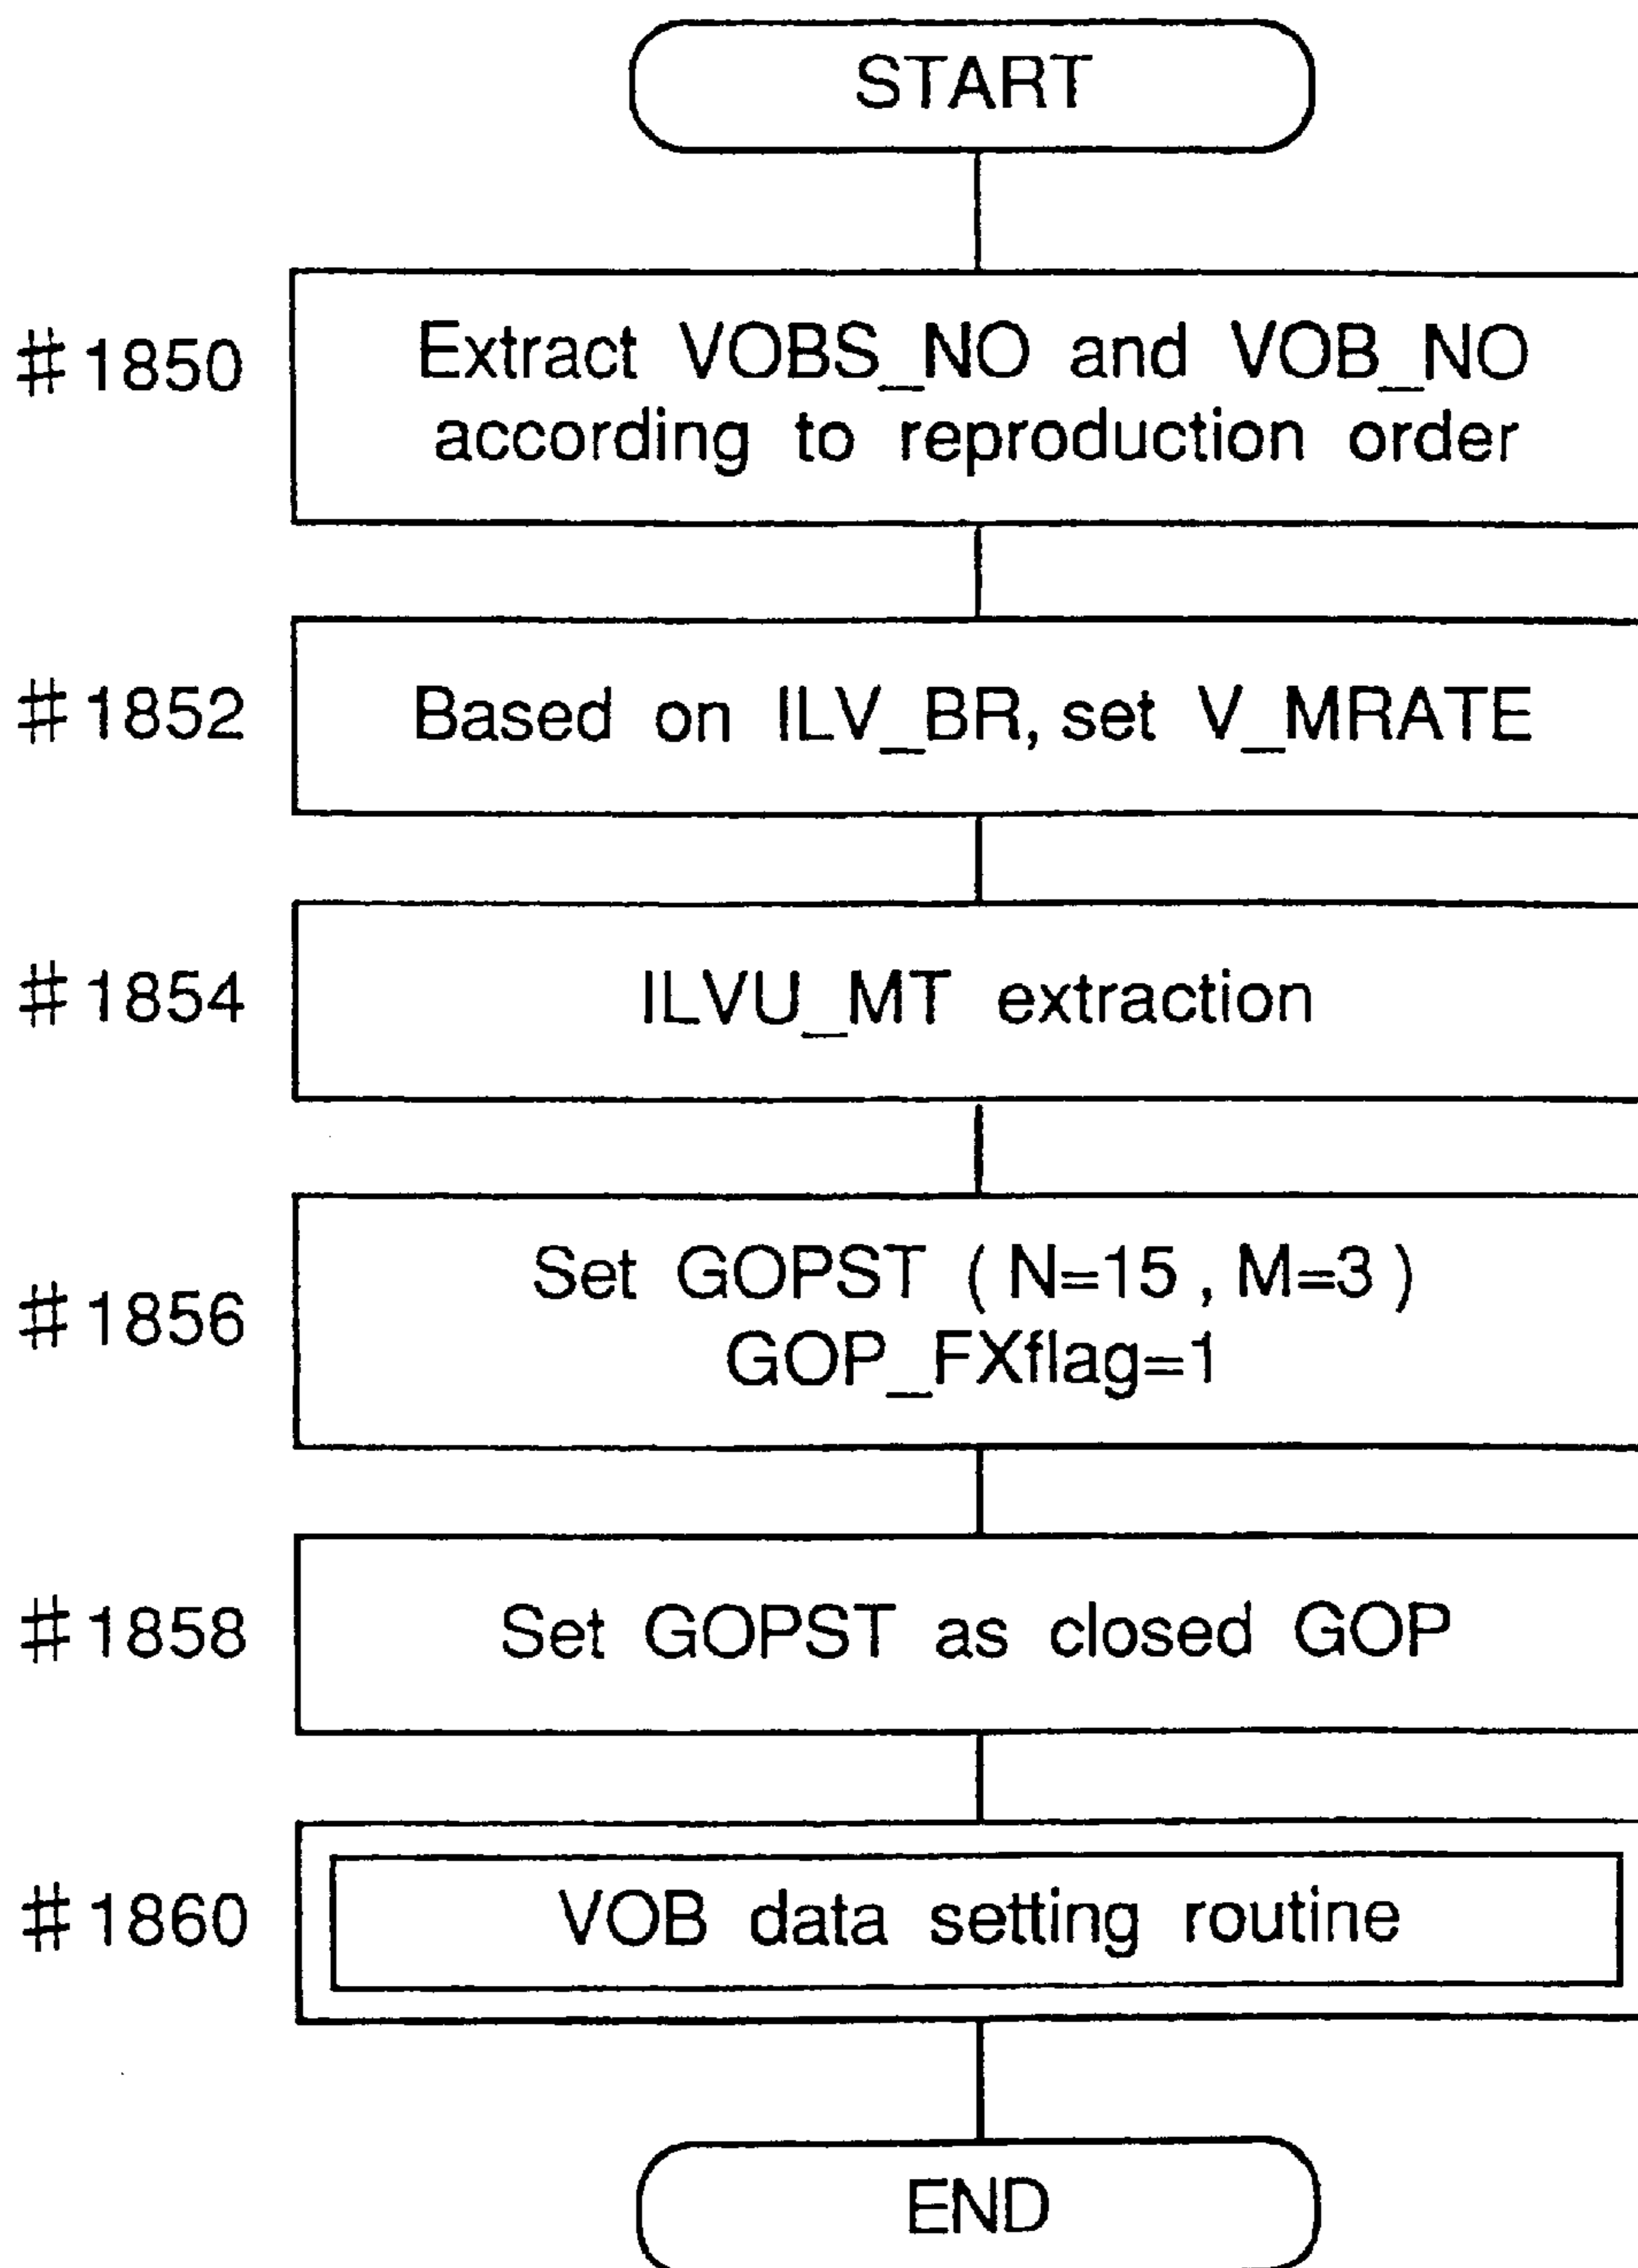 START
#1850
Extract VOBS_NO and VOB_NO
according to reproduction order
#1852
Based on ILV_BR, set V_MRATE
#1854
ILVU_MT extraction
#1856
Set GOPST (N=15, M=3)
GOP_FXflag=1
#1858
Set GOPST as closed GOP
#1860
VOB data setting routine
END